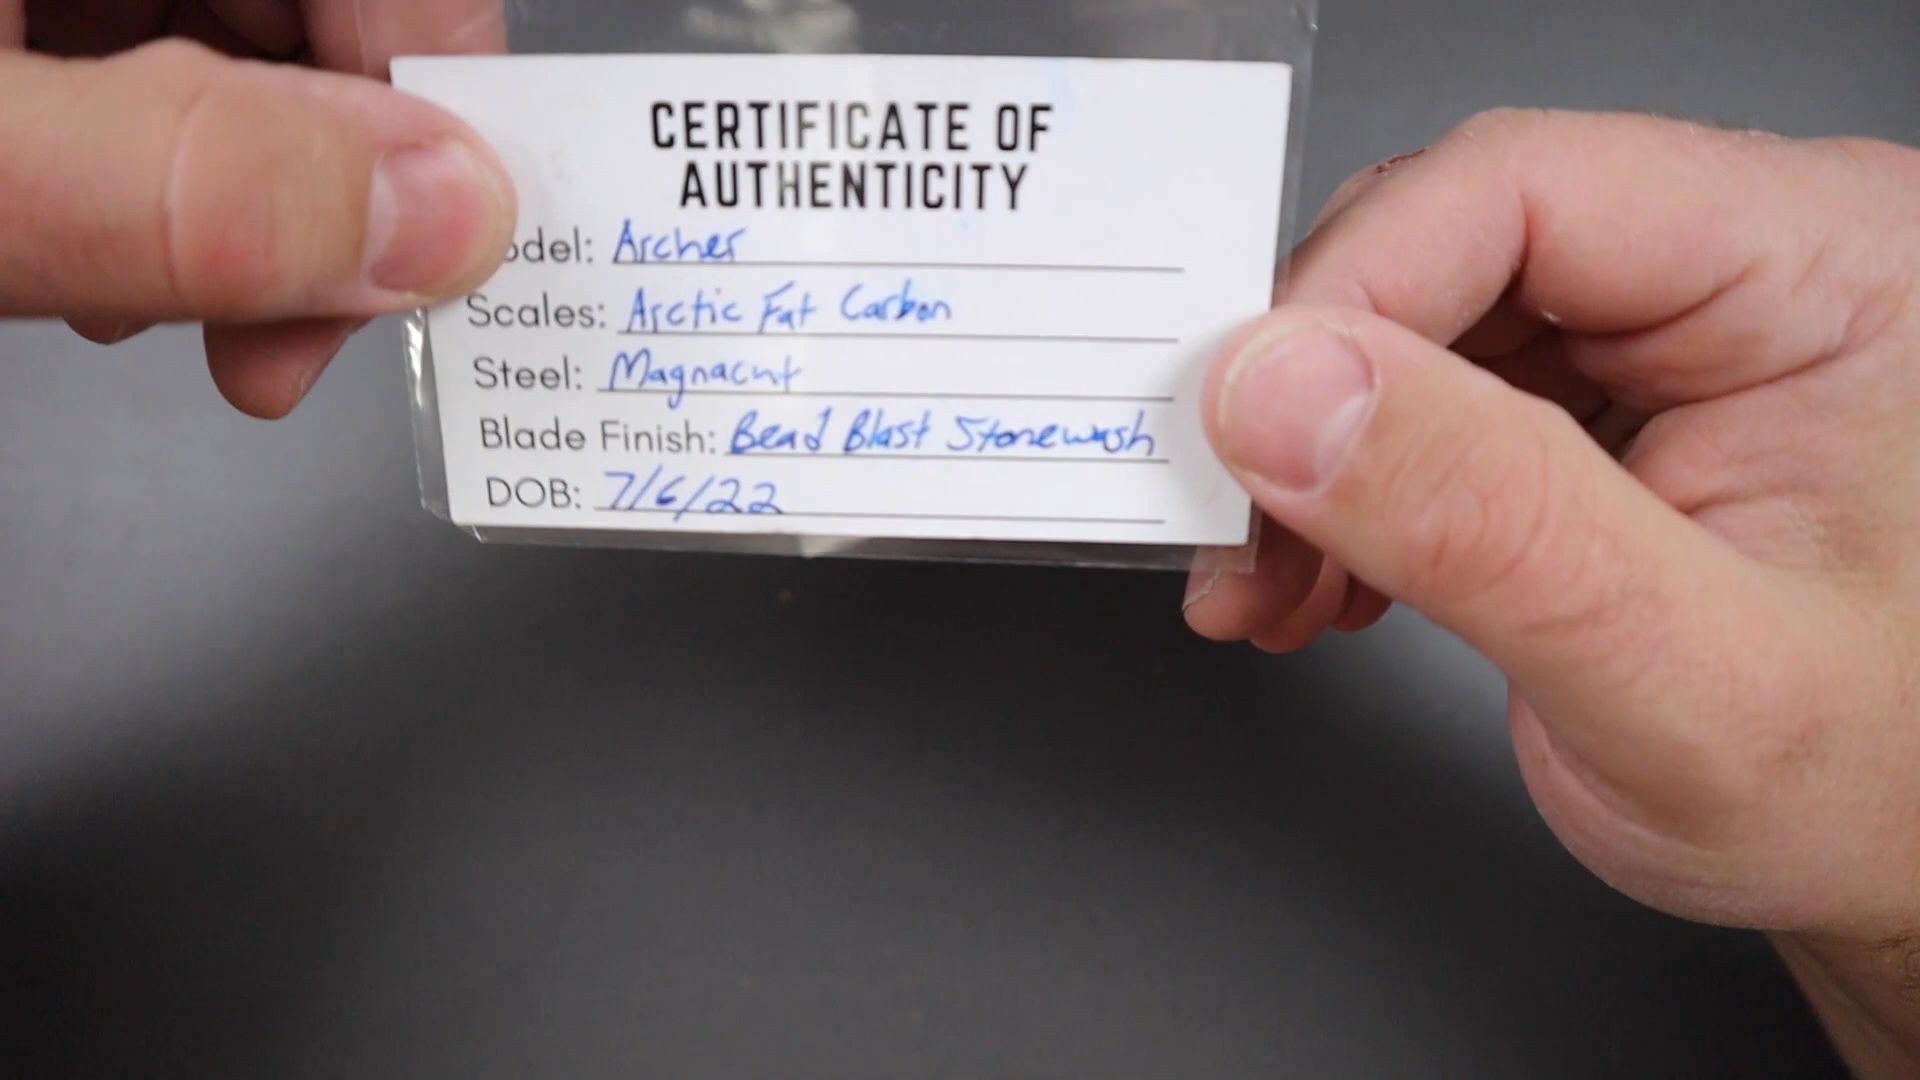 CERTIFICATE OF
AUTHENTICITY
odel: Archer
Scales: Arctic Fat Carbon
Steel: Magnacut
Blade Finish: Bead Blast Stonewash
DOB: 7/6/22